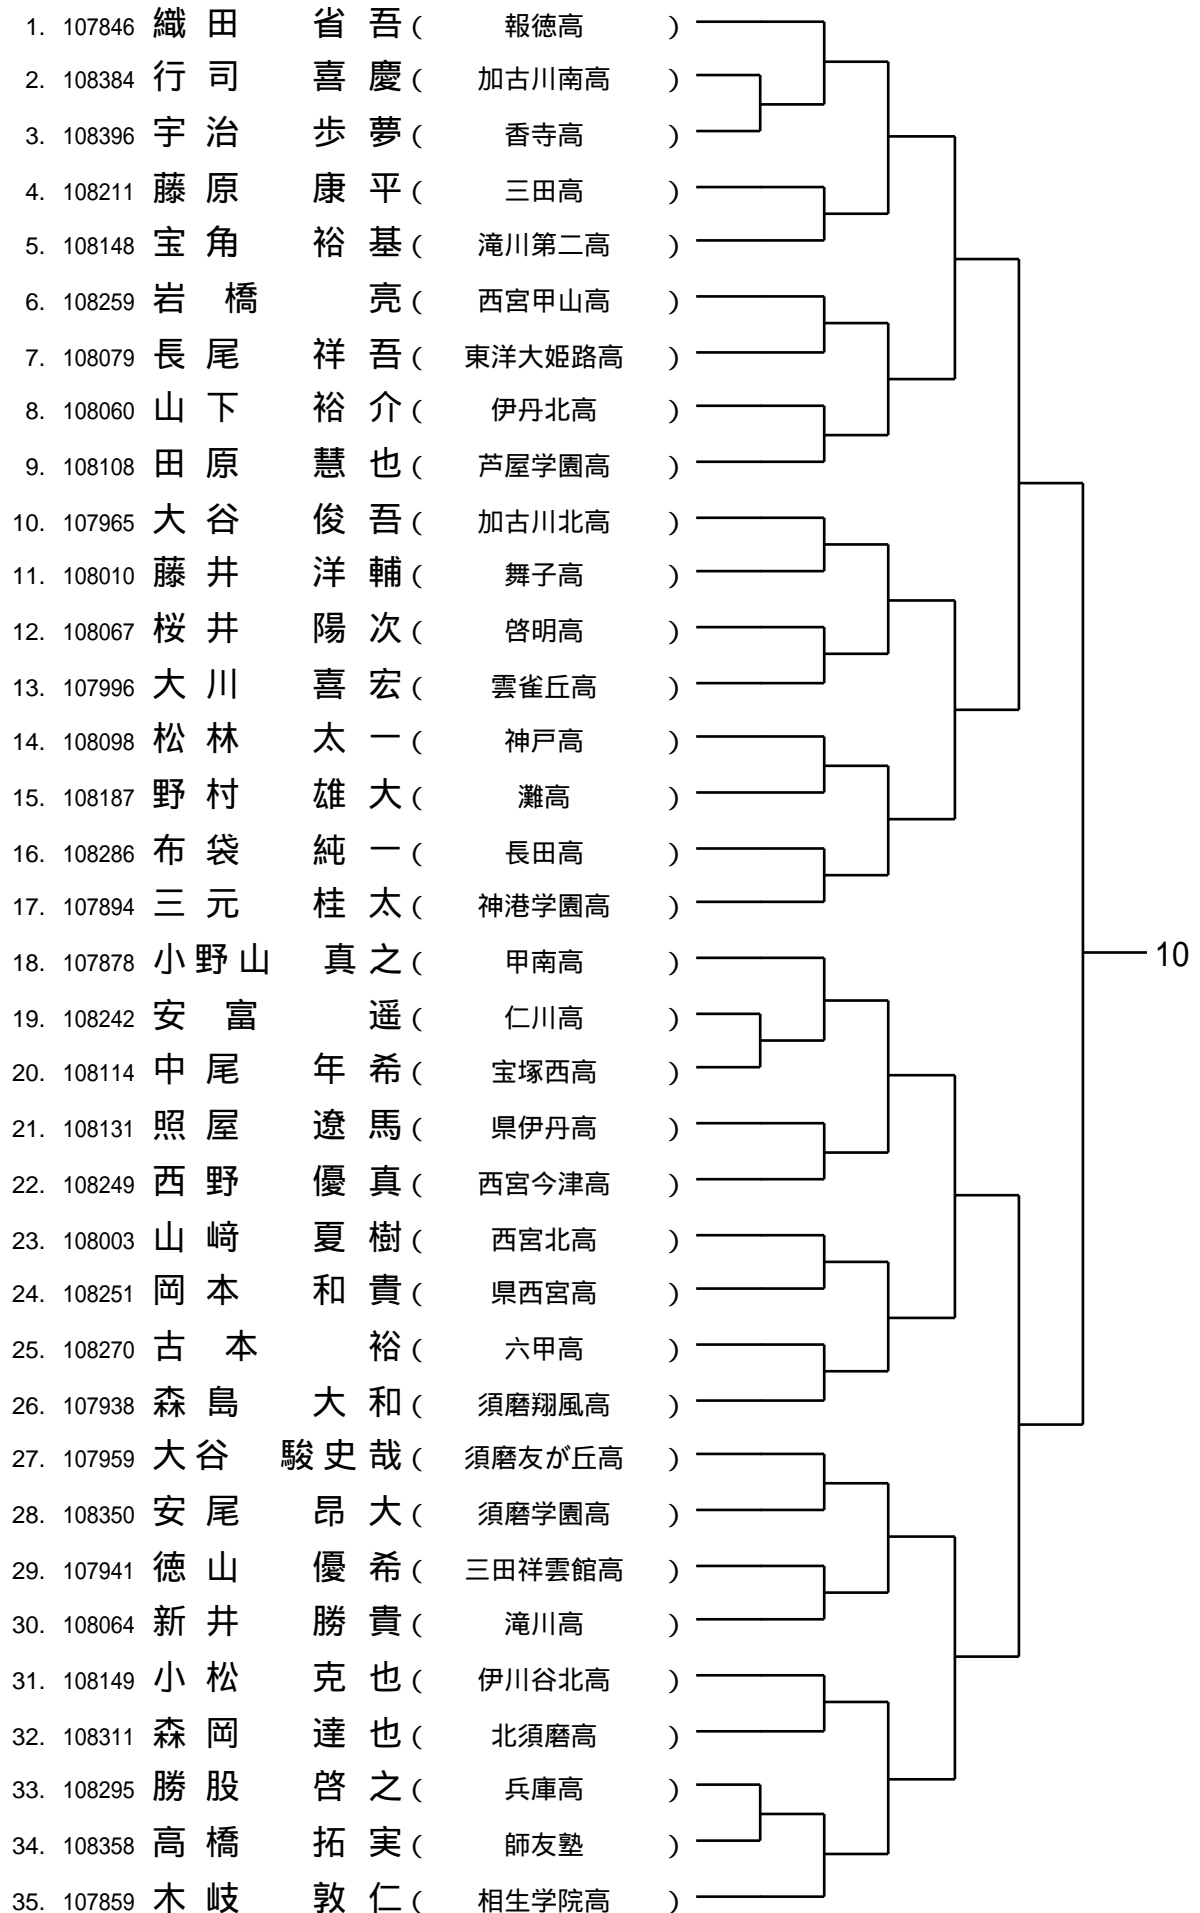 1. 107846 織田 省吾 ( 報徳高 )
2. 108384 行司 喜慶 ( 加古川南高 )
3. 108396 宇治 歩夢 ( 香寺高 )
4. 108211 藤原 康平 ( 三田高 )
5. 108148 宝角 裕基 ( 滝川第二高 )
6. 108259 岩橋 亮 ( 西宮甲山高 )
7. 108079 長尾 祥吾 ( 東洋大姫路高 )
8. 108060 山下 裕介 ( 伊丹北高 )
9. 108108 田原 慧也 ( 芦屋学園高 )
10. 107965 大谷 俊吾 ( 加古川北高 )
11. 108010 藤井 洋輔 ( 舞子高 )
12. 108067 桜井 陽次 ( 啓明高 )
13. 107996 大川 喜宏 ( 雲雀丘高 )
14. 108098 松林 太一 ( 神戸高 )
15. 108187 野村 雄大 ( 灘高 )
16. 108286 布袋 純一 ( 長田高 )
17. 107894 三元 桂太 ( 神港学園高 )
18. 107878 小野山 真之 ( 甲南高 )
10
19. 108242 安富 遥 ( 仁川高 )
20. 108114 中尾 年希 ( 宝塚西高 )
21. 108131 照屋 遼馬 ( 県伊丹高 )
22. 108249 西野 優真 ( 西宮今津高 )
23. 108003 山﨑 夏樹 ( 西宮北高 )
24. 108251 岡本 和貴 ( 県西宮高 )
25. 108270 古本 裕 ( 六甲高 )
26. 107938 森島 大和 ( 須磨翔風高 )
27. 107959 大谷 駿史哉 ( 須磨友が丘高 )
28. 108350 安尾 昂大 ( 須磨学園高 )
29. 107941 徳山 優希 ( 三田祥雲館高 )
30. 108064 新井 勝貴 ( 滝川高 )
31. 108149 小松 克也 ( 伊川谷北高 )
32. 108311 森岡 達也 ( 北須磨高 )
33. 108295 勝股 啓之 ( 兵庫高 )
34. 108358 高橋 拓実 ( 師友塾 )
35. 107859 木岐 敦仁 ( 相生学院高 )